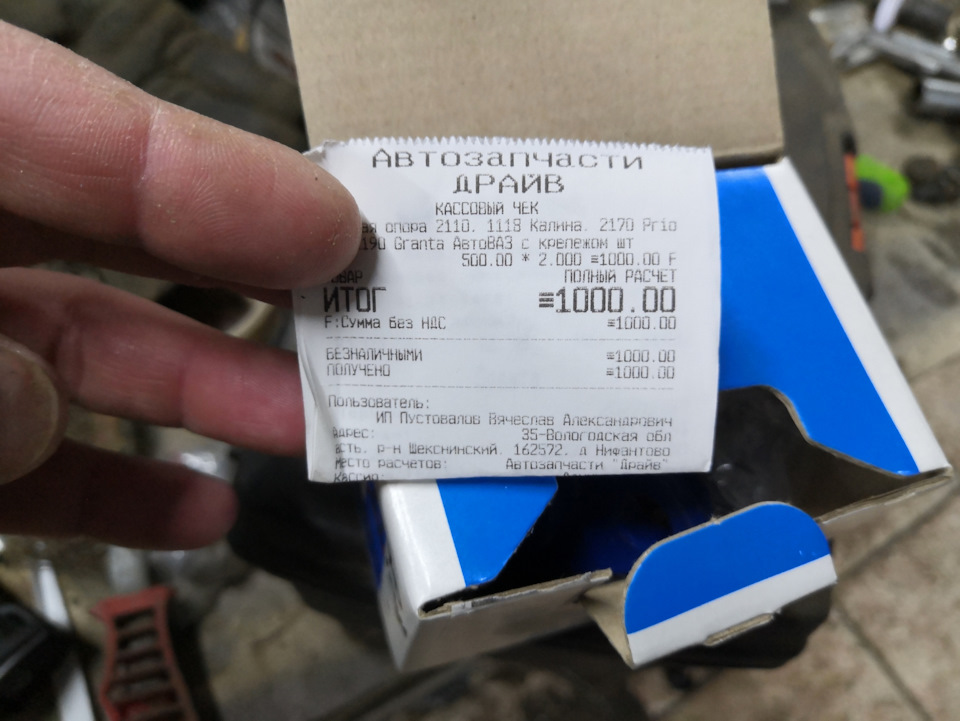 Автозапчасти
ДРАЙВ
КАССОВЫЙ ЧЕК
опора 2110, 1118 Калина, 2170 Prio
190 Granta АвтоВАЗ с крепежом шт
500.00 * 2.000 ≡1000.00 F
ПОЛНЫЙ РАСЧЕТ
ИТОГ ≡1000.00
F:Сумма без НДС ≡1000.00
БЕЗНАЛИЧНЫМИ ≡1000.00
ПОЛУЧЕНО ≡1000.00
Пользователь:
ИП Пустовалов Вячеслав Александрович
Адрес: 35-Вологодская обл
асть, р-н Шекснинский, 162572, д Нифантово
Место расчетов: Автозапчасти "Драйв"
Кассир: